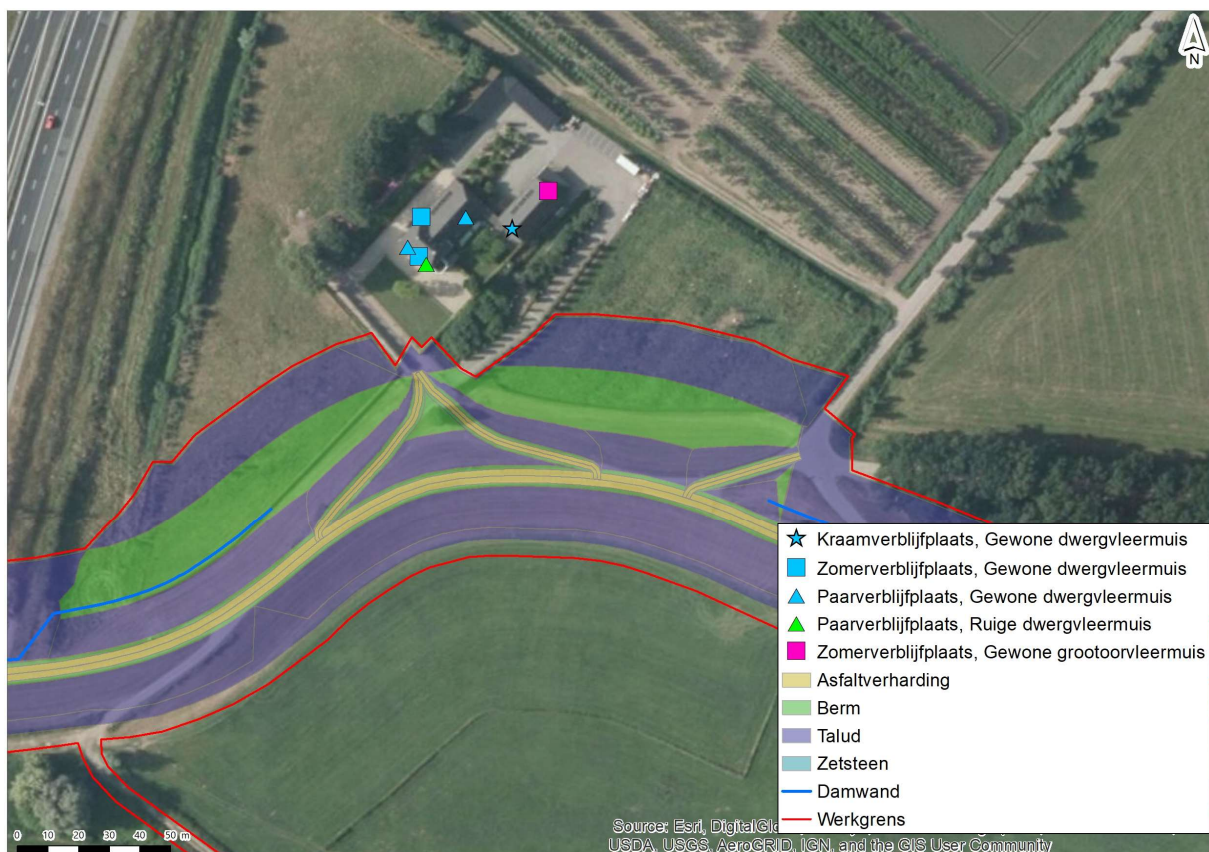 N
Kraamverblijfplaats, Gewone dwergvleermuis
Zomerverblijfplaats, Gewone dwergvleermuis
Paarverblijfplaats, Gewone dwergvleermuis
Paarverblijfplaats, Ruige dwergvleermuis
Zomerverblijfplaats, Gewone grootoorvleermuis
Asfaltverharding
Berm
Talud
Zetsteen
Damwand
Werkgrens
0 10 20 30 40 50 m
Source: Esri,
USDA, USGS, AeroGRID, IGN, and the GIS User Community